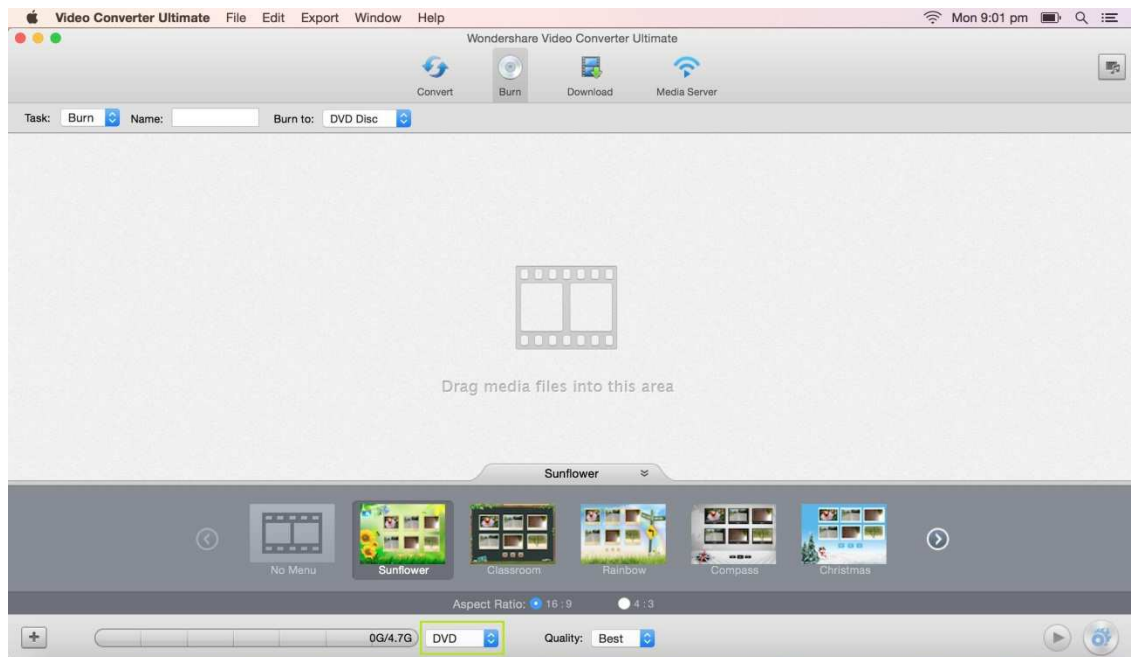 Video Converter Ultimate File Edit Export Window Help Mon 9:01 pm
Wondershare Video Converter Ultimate
Convert Burn Download Media Server
Task: Burn Name: Burn to: DVD Disc
Drag media files into this area
Sunflower
No Menu Sunflower Classroom Rainbow Compass Christmas
Aspect Ratio: 16:9 4:3
0G/4.7G DVD Quality: Best